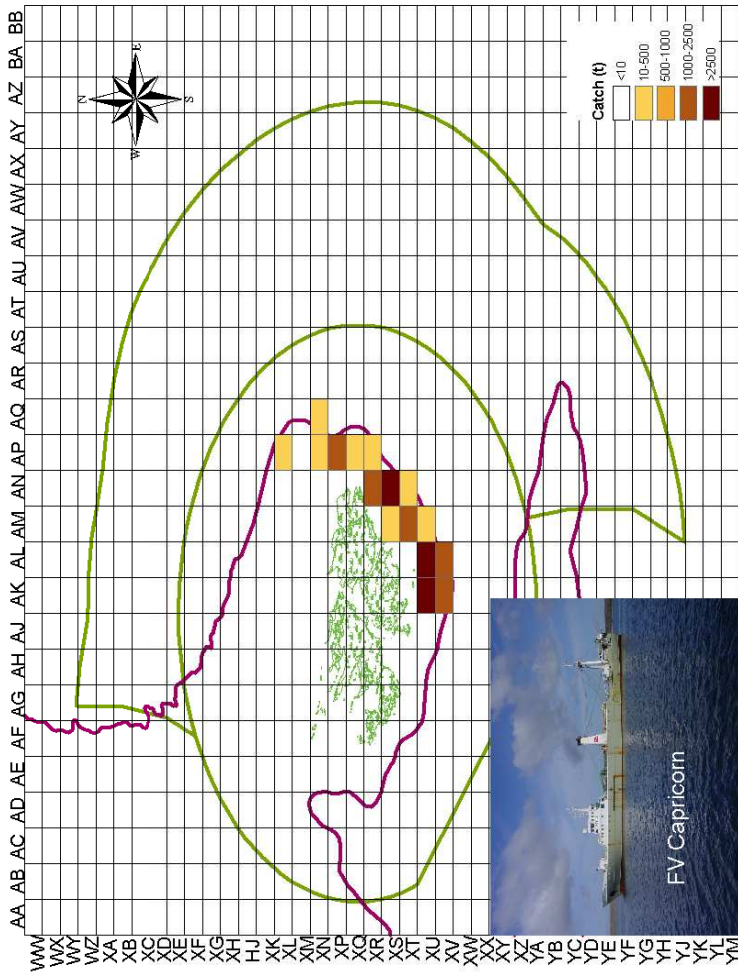 AA AB AC AD AE AF AG AH AJ AK AL AM AN AP AQ AR AS AT AU AV AW AX AY AZ BA BB
WW
WX
WY
WZ
XA
XB
XC
XD
XE
XF
XG
XH
HJ
XK
XL
XM
XN
XP
XQ
XR
XS
XT
XU
XV
XW
XX
XY
XZ
YA
YB
YC
YD
YE
YF
YG
YH
YJ
YK
YL
YM
N
E
S
W
Catch (t)
<10
10-500
500-1000
1000-2500
>2500
FV Capricorn